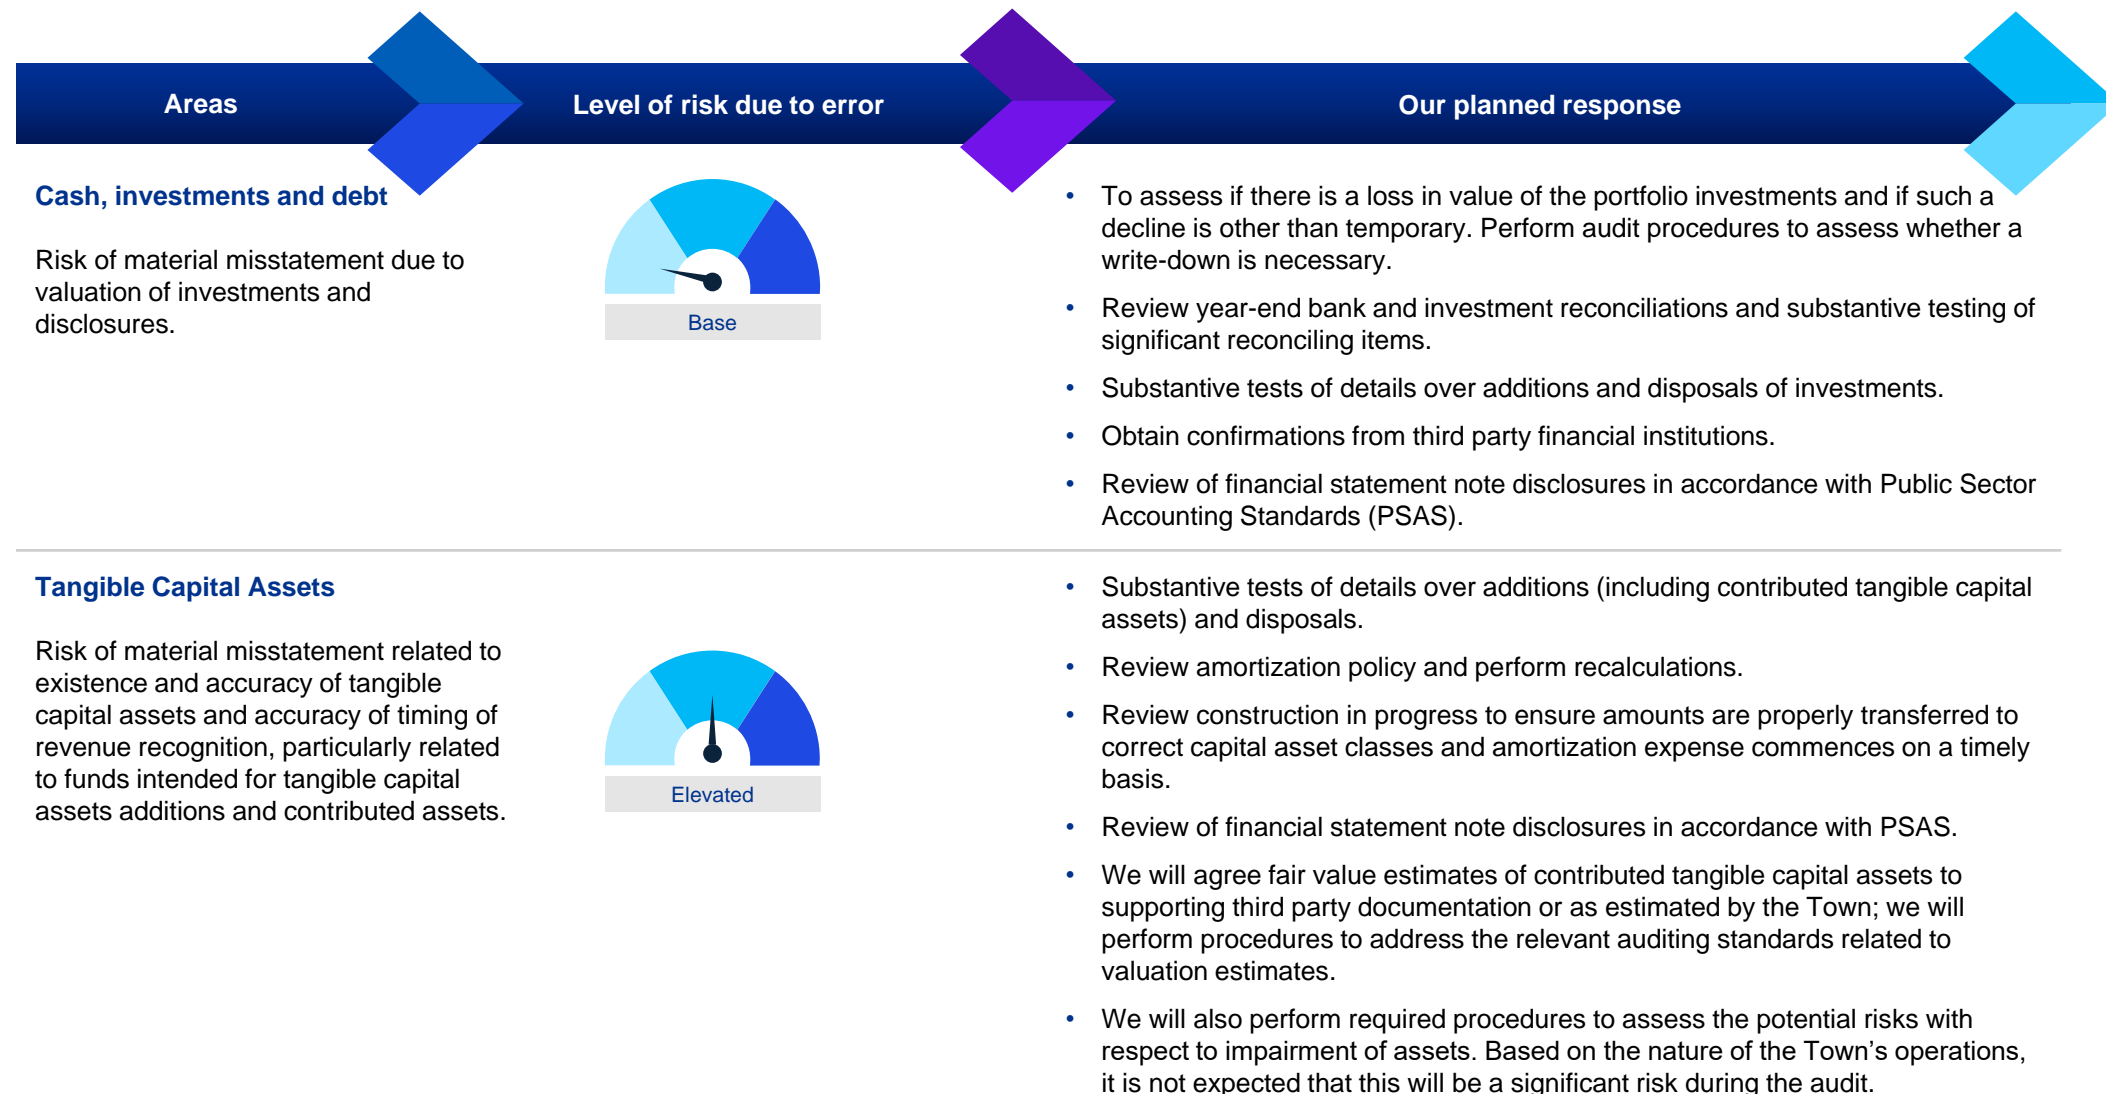 Areas
Level of risk due to error
Our planned response
Cash, investments and debt
Risk of material misstatement due to
valuation of investments and
disclosures.
Base
• To assess if there is a loss in value of the portfolio investments and if such a
decline is other than temporary. Perform audit procedures to assess whether a
write-down is necessary.
• Review year-end bank and investment reconciliations and substantive testing of
significant reconciling items.
• Substantive tests of details over additions and disposals of investments.
• Obtain confirmations from third party financial institutions.
• Review of financial statement note disclosures in accordance with Public Sector
Accounting Standards (PSAS).
Tangible Capital Assets
Risk of material misstatement related to
existence and accuracy of tangible
capital assets and accuracy of timing of
revenue recognition, particularly related
to funds intended for tangible capital
assets additions and contributed assets.
Elevated
• Substantive tests of details over additions (including contributed tangible capital
assets) and disposals.
• Review amortization policy and perform recalculations.
• Review construction in progress to ensure amounts are properly transferred to
correct capital asset classes and amortization expense commences on a timely
basis.
• Review of financial statement note disclosures in accordance with PSAS.
• We will agree fair value estimates of contributed tangible capital assets to
supporting third party documentation or as estimated by the Town; we will
perform procedures to address the relevant auditing standards related to
valuation estimates.
• We will also perform required procedures to assess the potential risks with
respect to impairment of assets. Based on the nature of the Town’s operations,
it is not expected that this will be a significant risk during the audit.